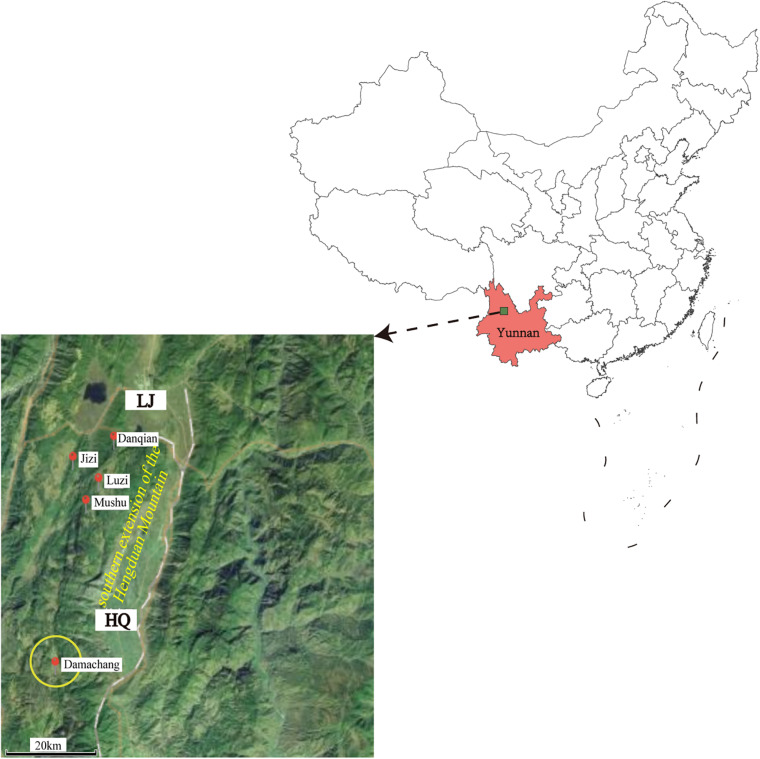 Yunnan
LJ
Danqian
Jizi
Luzi
Mushu
southern extension of the
Hengduan Mountain
HQ
Damachang
20km